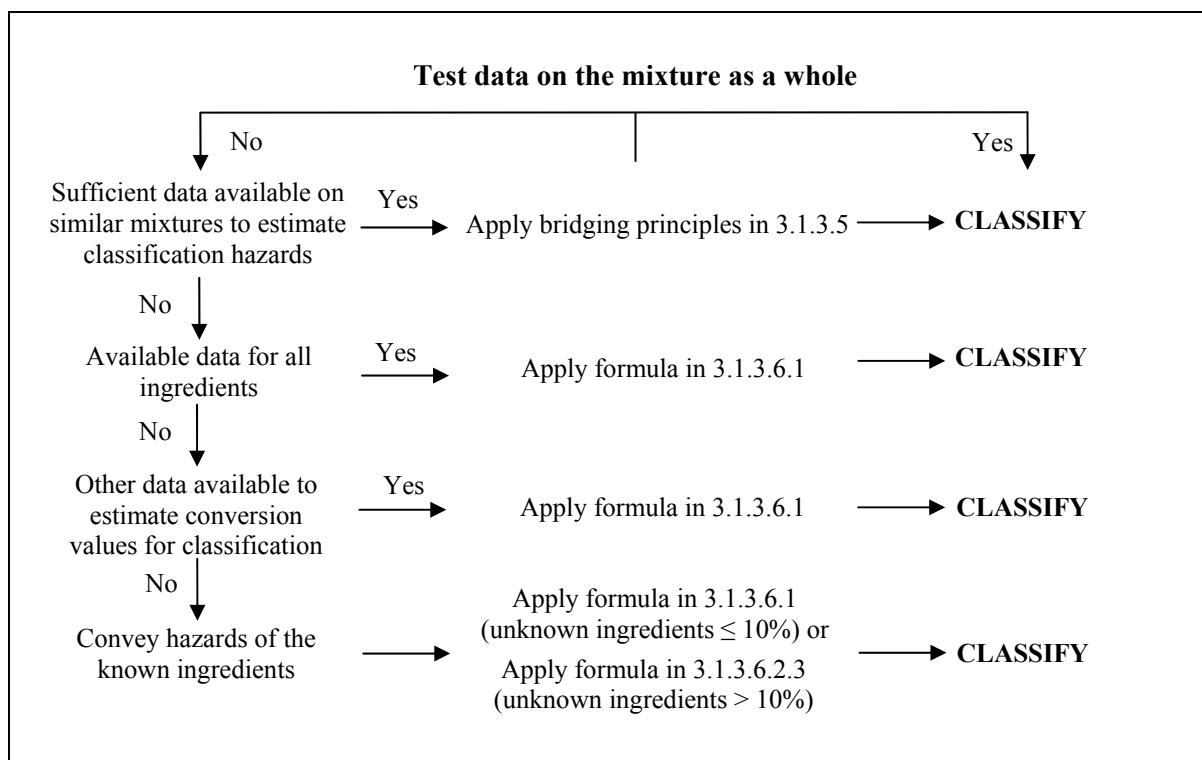 Test data on the mixture as a whole
No
Yes
Sufficient data available on
similar mixtures to estimate
classification hazards
Yes
Apply bridging principles in 3.1.3.5
CLASSIFY
No
Available data for all
ingredients
Yes
Apply formula in 3.1.3.6.1
CLASSIFY
No
Other data available to
estimate conversion
values for classification
Yes
Apply formula in 3.1.3.6.1
CLASSIFY
No
Convey hazards of the
known ingredients
Apply formula in 3.1.3.6.1
(unknown ingredients ≤ 10%) or
Apply formula in 3.1.3.6.2.3
(unknown ingredients > 10%)
CLASSIFY